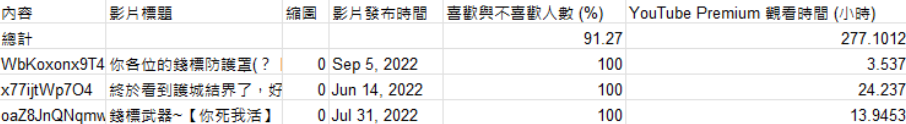 內容 影片標題 縮圖 影片發布時間 喜歡與不喜歡人數 (%) YouTube Premium 觀看時間 (小時)
總計 91.27 277.1012
WbKoxonx9T4 你各位的錢標防護罩(? 0 Sep 5, 2022 100 3.537
x77ijtWp7O4 終於看到護城結界了，好 0 Jun 14, 2022 100 24.237
oaZ8JnQNqmw 錢標武器~【你死我活】 0 Jul 31, 2022 100 13.9453